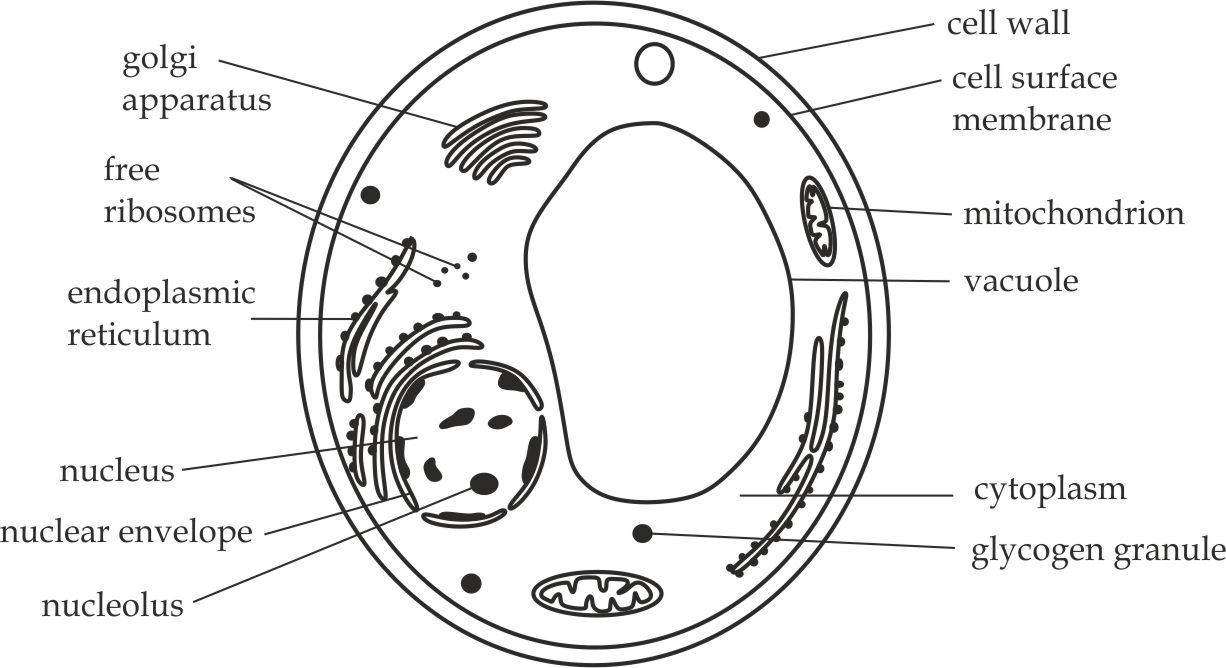 golgi
apparatus
free
ribosomes
endoplasmic
reticulum
nucleus
nuclear envelope
nucleolus
cell wall
cell surface
membrane
mitochondrion
vacuole
cytoplasm
glycogen granule